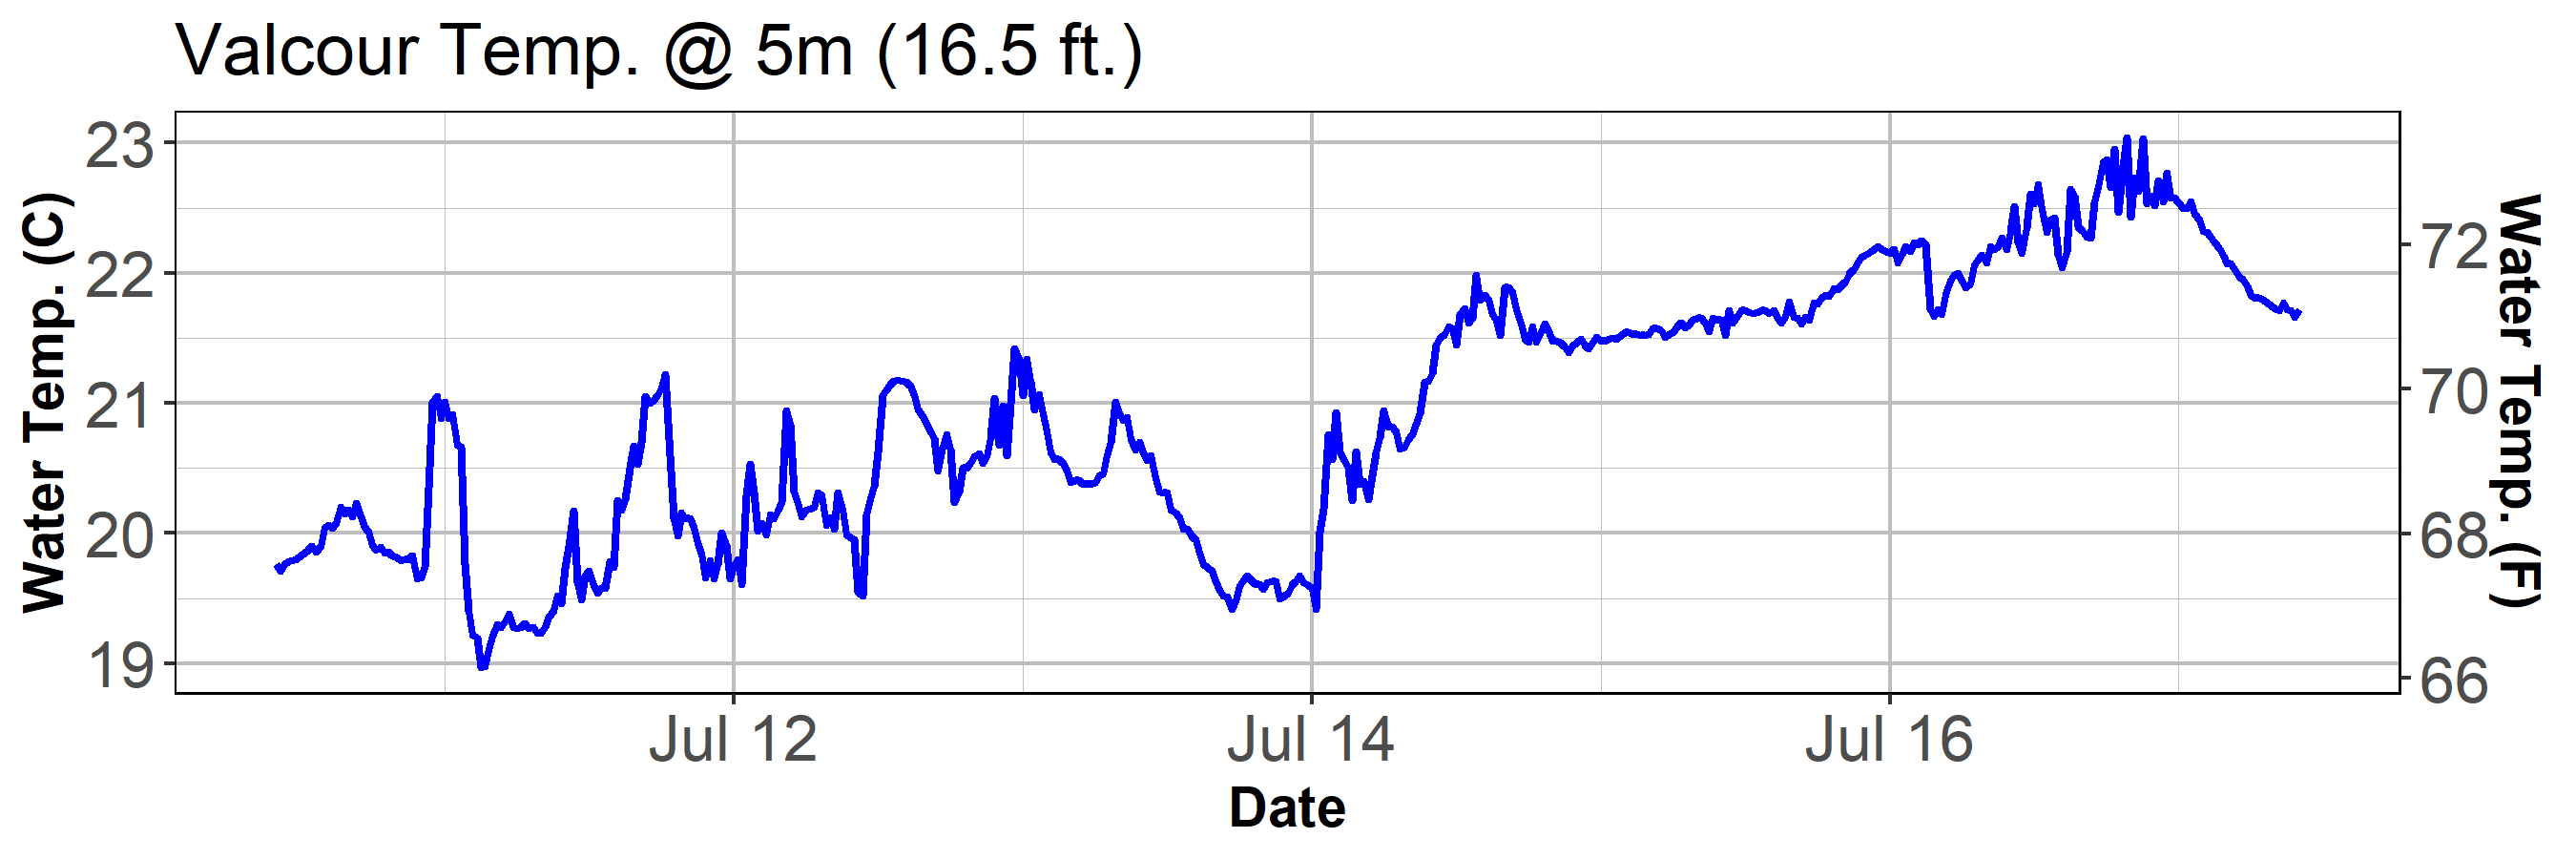 Valcour Temp. @ 5m (16.5 ft.)
Water Temp. (C)
23
22
21
20
19
72
70
68
66
Water Temp. (F)
Jul 12
Jul 14
Jul 16
Date